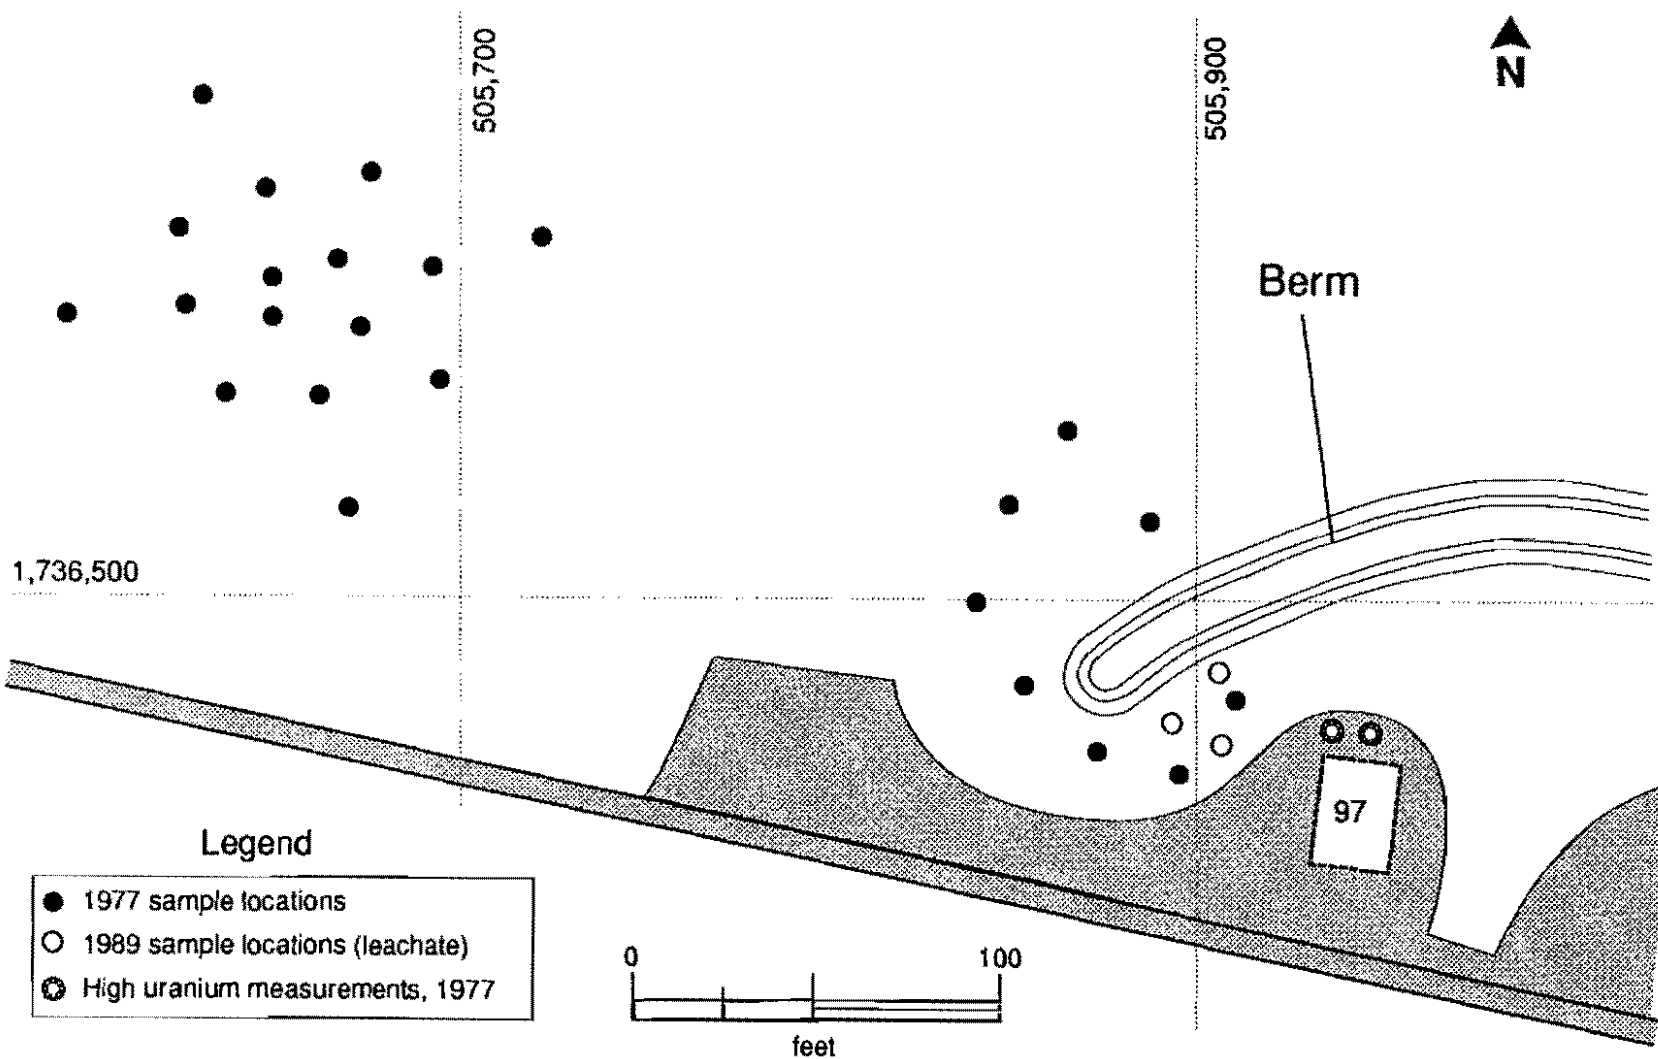 505,700
505,900
N
Berm
1,736,500
97
Legend
1977 sample locations
1989 sample locations (leachate)
High uranium measurements, 1977
0 100
feet